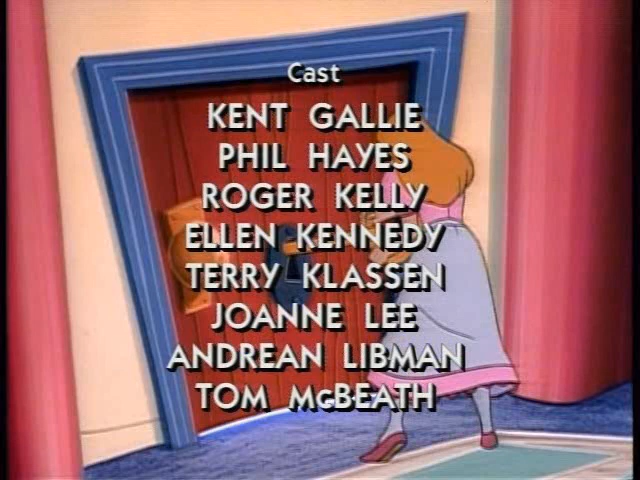 Cast
KENT GALLIE
PHIL HAYES
ROGER KELLY
ELLEN KENNEDY
TERRY KLASSEN
JOANNE LEE
ANDREAN LIBMAN
TOM McBEATH